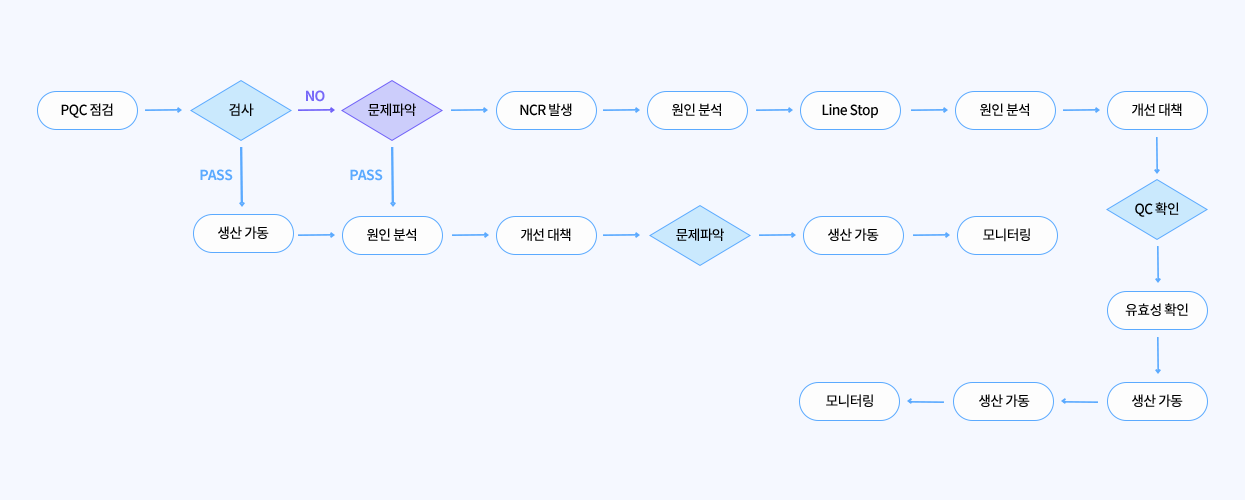 PQC 점검
검사
NO
문제파악
NCR 발생
원인 분석
Line Stop
원인 분석
개선 대책
PASS
PASS
QC 확인
생산 가동
원인 분석
개선 대책
문제파악
생산 가동
모니터링
유효성 확인
모니터링
생산 가동
생산 가동